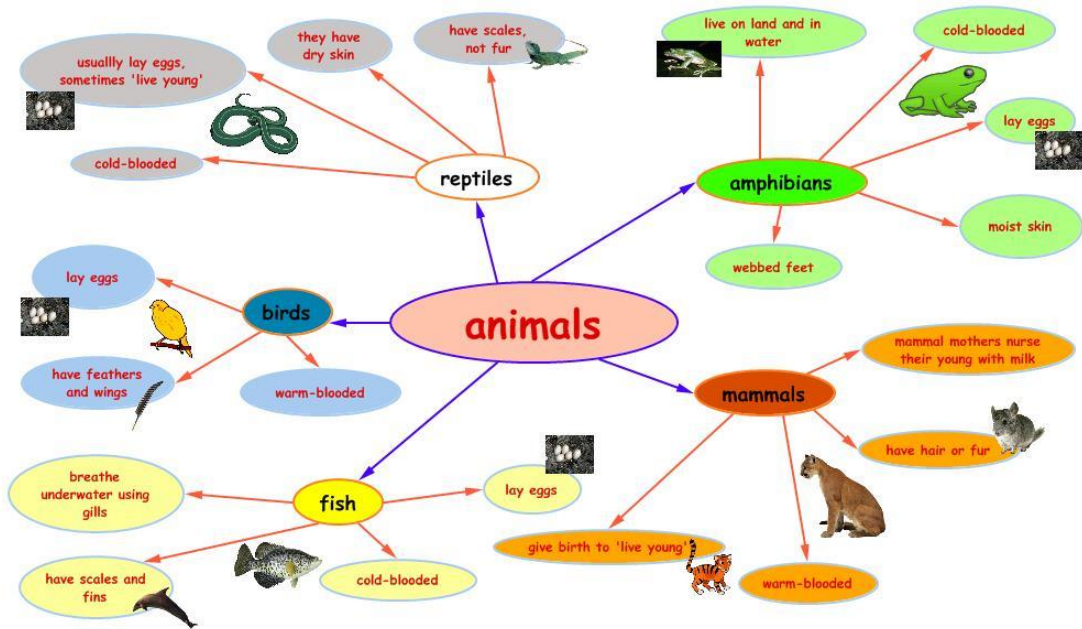 usuallly lay eggs,
sometimes 'live young'
they have
dry skin
have scales,
not fur
cold-blooded
reptiles
live on land and in
water
cold-blooded
lay eggs
amphibians
moist skin
webbed feet
animals
lay eggs
birds
have feathers
and wings
warm-blooded
mammal mothers nurse
their young with milk
mammals
have hair or fur
give birth to 'live young'
warm-blooded
breathe
underwater using
gills
fish
lay eggs
have scales and
fins
cold-blooded